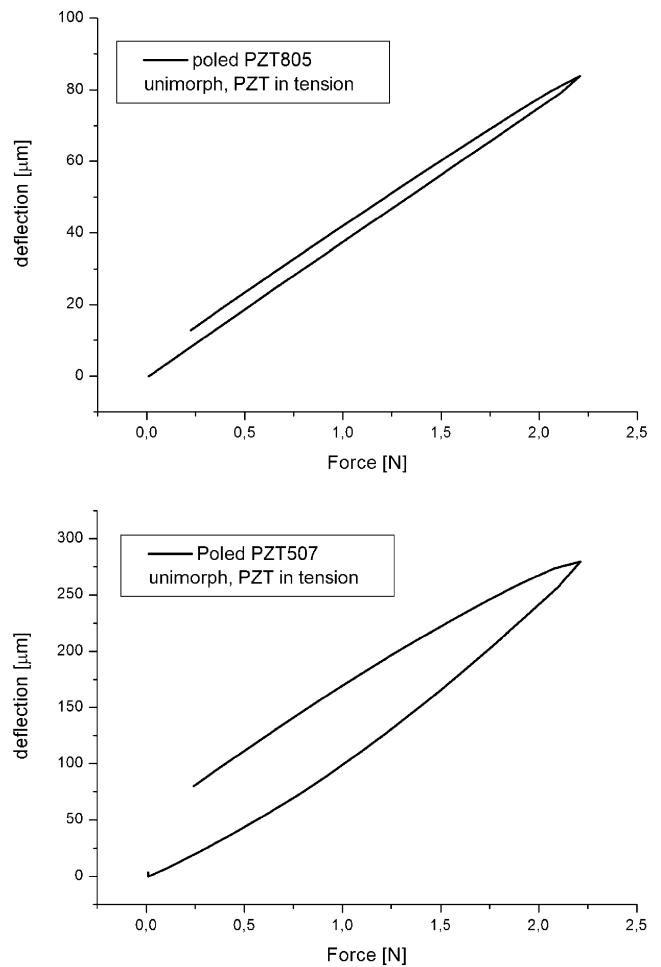 100
80
60
40
20
0
deflection [µm]
poled PZT805
unimorph, PZT in tension
0,0 0,5 1,0 1,5 2,0 2,5
Force [N]
300
250
200
150
100
50
0
deflection [µm]
Poled PZT507
unimorph, PZT in tension
0,0 0,5 1,0 1,5 2,0 2,5
Force [N]